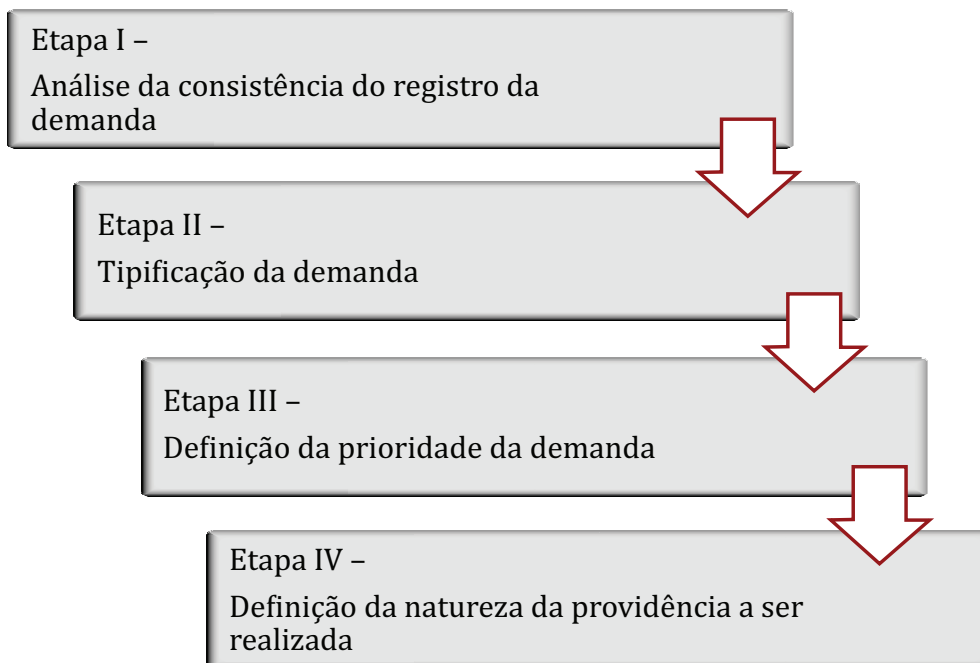 Etapa I –
Análise da consistência do registro da
demanda
Etapa II –
Tipificação da demanda
Etapa III –
Definição da prioridade da demanda
Etapa IV –
Definição da natureza da providência a ser
realizada